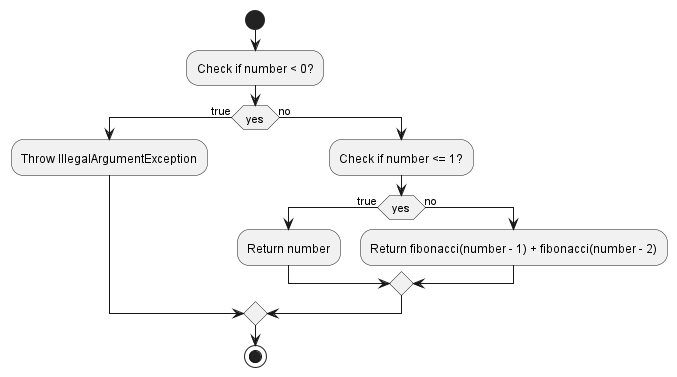 Check if number < 0?
true
yes
no
Throw IllegalArgumentException
Check if number <= 1?
true
yes
no
Return number
Return fibonacci(number - 1) + fibonacci(number - 2)